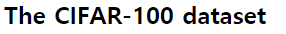 The CIFAR-100 dataset